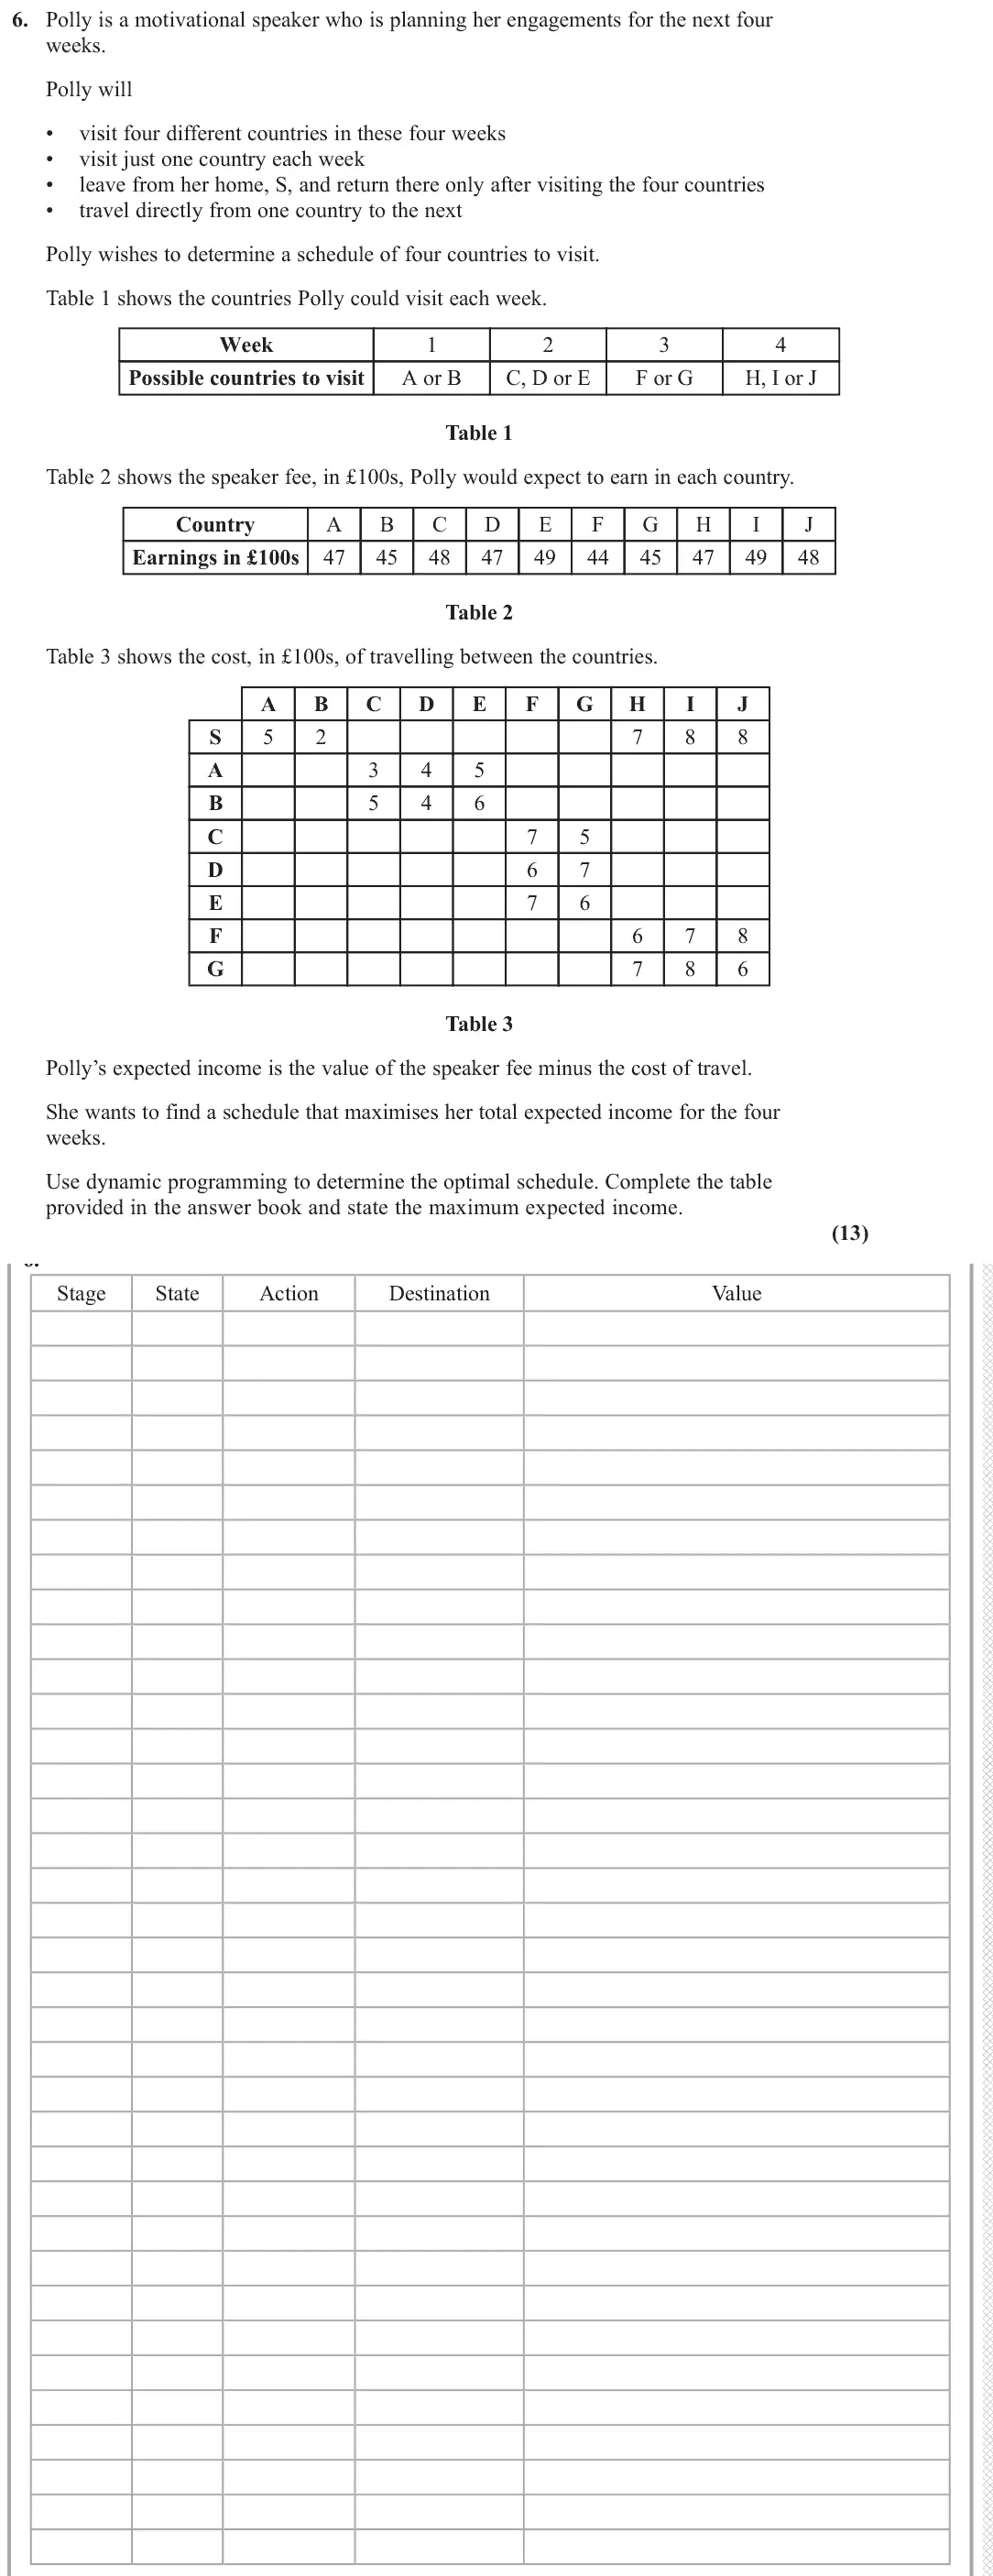 6. Polly is a motivational speaker who is planning her engagements for the next four
weeks.
Polly will
• visit four different countries in these four weeks
• visit just one country each week
• leave from her home, S, and return there only after visiting the four countries
• travel directly from one country to the next
Polly wishes to determine a schedule of four countries to visit.
Table 1 shows the countries Polly could visit each week.
Week 1 2 3 4
Possible countries to visit A or B C, D or E F or G H, I or J
Table 1
Table 2 shows the speaker fee, in £100s, Polly would expect to earn in each country.
Country A B C D E F G H I J
Earnings in £100s 47 45 48 47 49 44 45 47 49 48
Table 2
Table 3 shows the cost, in £100s, of travelling between the countries.
A B C D E F G H I J
S 5 2 7 8 8
A 3 4 5
B 5 4 6
C 7 5
D 6 7
E 7 6
F 6 7 8
G 7 8 6
Table 3
Polly's expected income is the value of the speaker fee minus the cost of travel.
She wants to find a schedule that maximises her total expected income for the four
weeks.
Use dynamic programming to determine the optimal schedule. Complete the table
provided in the answer book and state the maximum expected income.
(13)
Stage State Action Destination Value